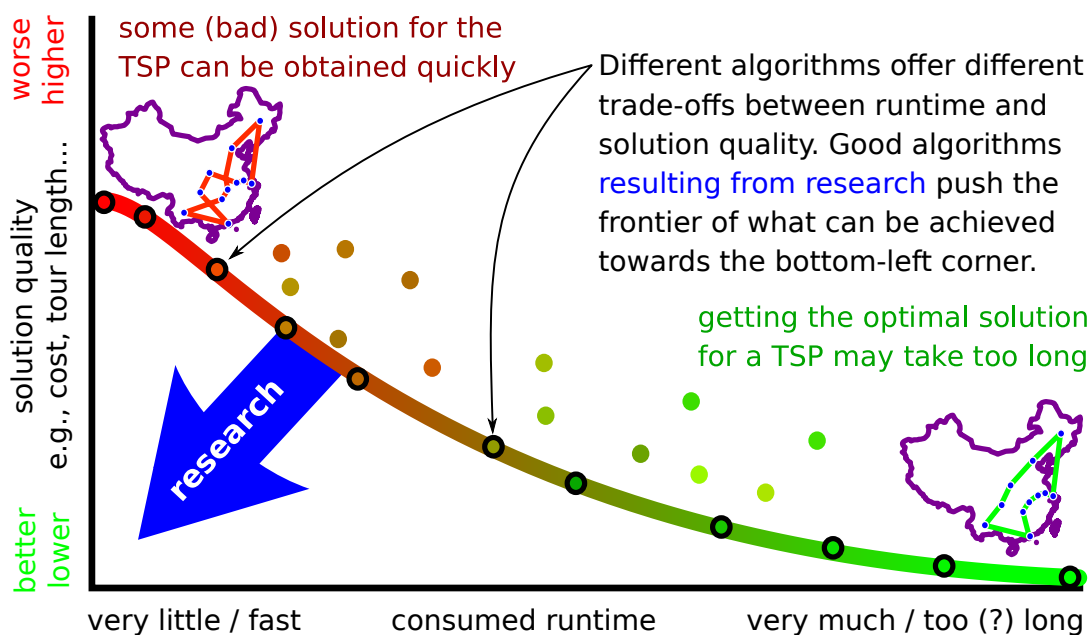 some (bad) solution for the
TSP can be obtained quickly
Different algorithms offer different
trade-offs between runtime and
solution quality. Good algorithms
resulting from research push the
frontier of what can be achieved
towards the bottom-left corner.
getting the optimal solution
for a TSP may take too long
research
worse
higher
solution quality
e.g., cost, tour length...
better
lower
very little / fast
consumed runtime
very much / too (?) long